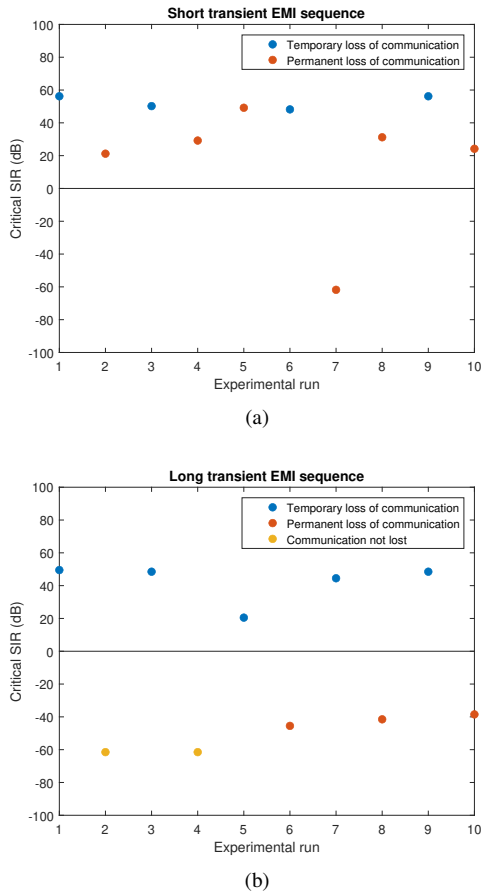 Short transient EMI sequence
100
80
60
40
20
0
-20
-40
-60
-80
-100
Critical SIR (dB)
Temporary loss of communication
Permanent loss of communication
1 2 3 4 5 6 7 8 9 10
Experimental run
(a)
Long transient EMI sequence
100
80
60
40
20
0
-20
-40
-60
-80
-100
Critical SIR (dB)
Temporary loss of communication
Permanent loss of communication
Communication not lost
1 2 3 4 5 6 7 8 9 10
Experimental run
(b)